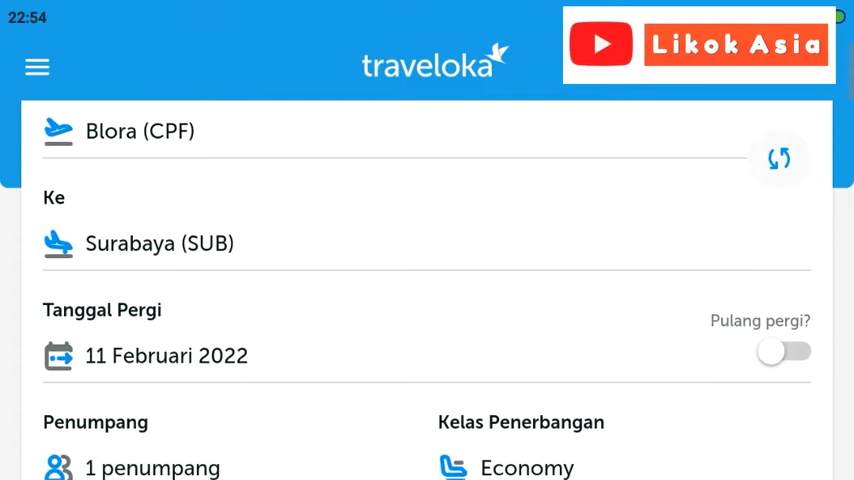 22:54
traveloka
Likok Asia
Blora (CPF)
Ke
Surabaya (SUB)
Tanggal Pergi
Pulang pergi?
11 Februari 2022
Penumpang
Kelas Penerbangan
1 penumpang
Economy